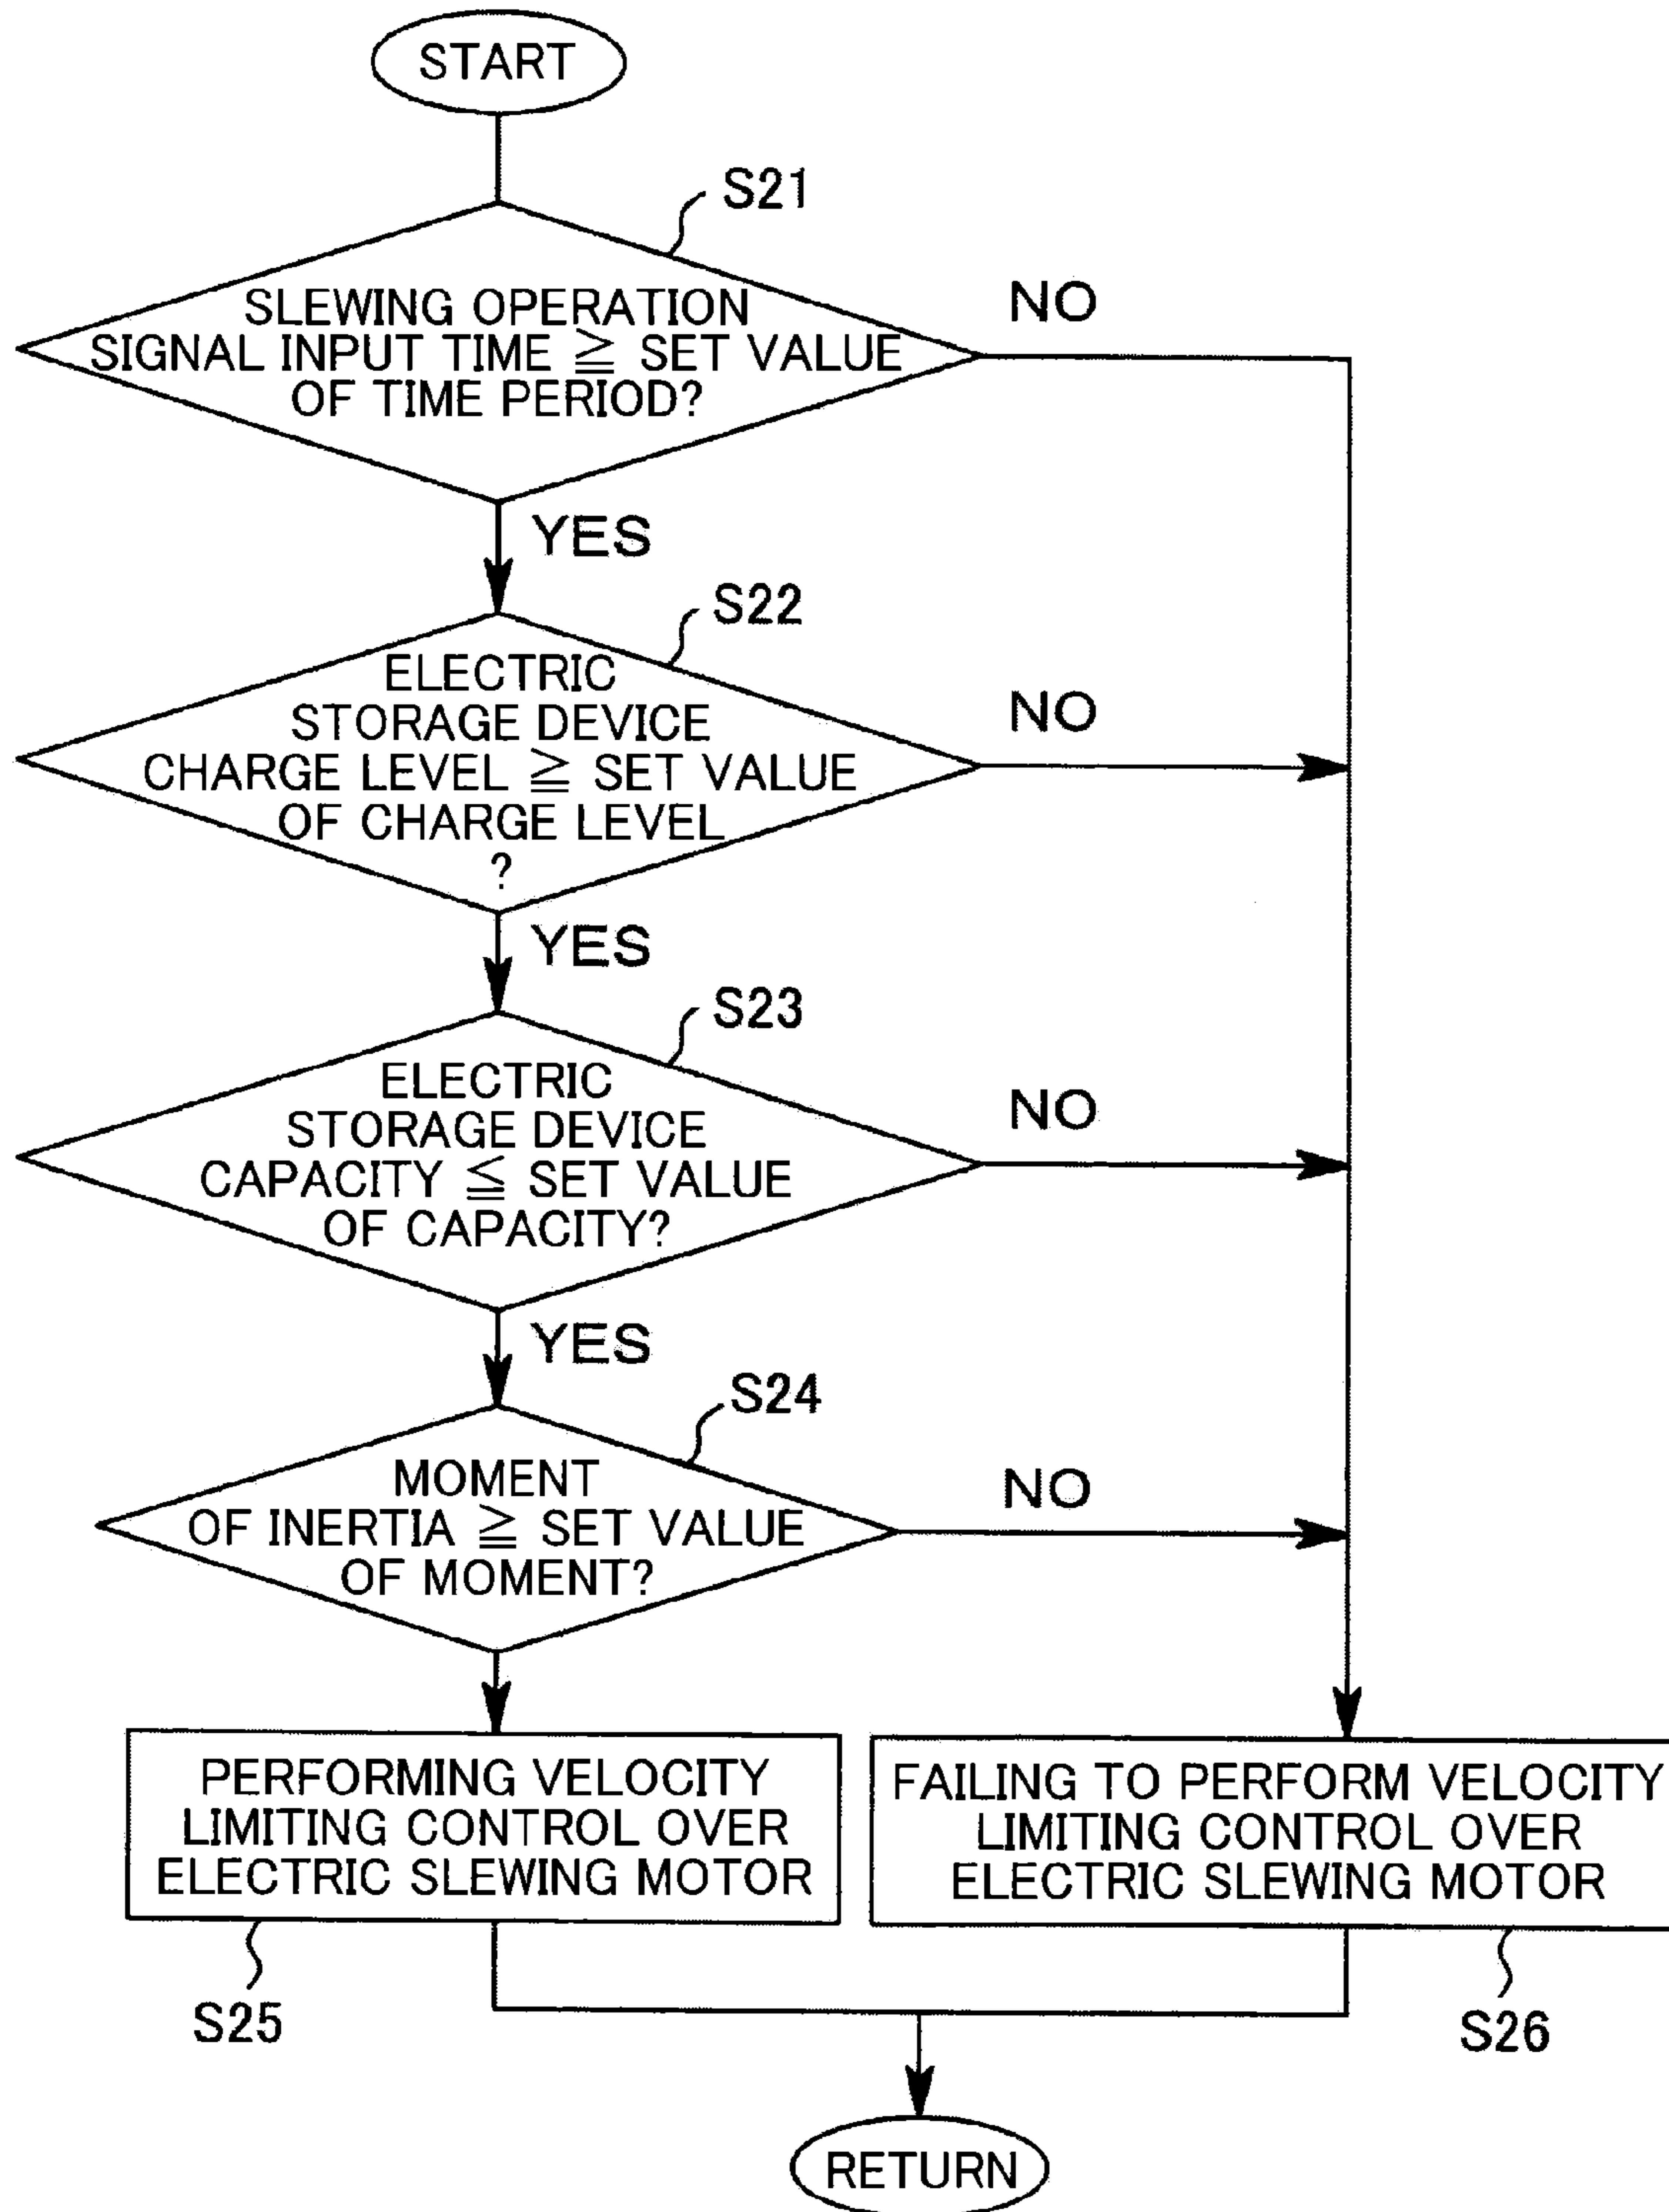 START
S21
SLEWING OPERATION
SIGNAL INPUT TIME ≧ SET VALUE
OF TIME PERIOD?
NO
YES
S22
ELECTRIC
STORAGE DEVICE
CHARGE LEVEL ≧ SET VALUE
OF CHARGE LEVEL
?
NO
YES
S23
ELECTRIC
STORAGE DEVICE
CAPACITY ≦ SET VALUE
OF CAPACITY?
NO
YES
S24
MOMENT
OF INERTIA ≧ SET VALUE
OF MOMENT?
NO
PERFORMING VELOCITY
LIMITING CONTROL OVER
ELECTRIC SLEWING MOTOR
S25
FAILING TO PERFORM VELOCITY
LIMITING CONTROL OVER
ELECTRIC SLEWING MOTOR
S26
RETURN